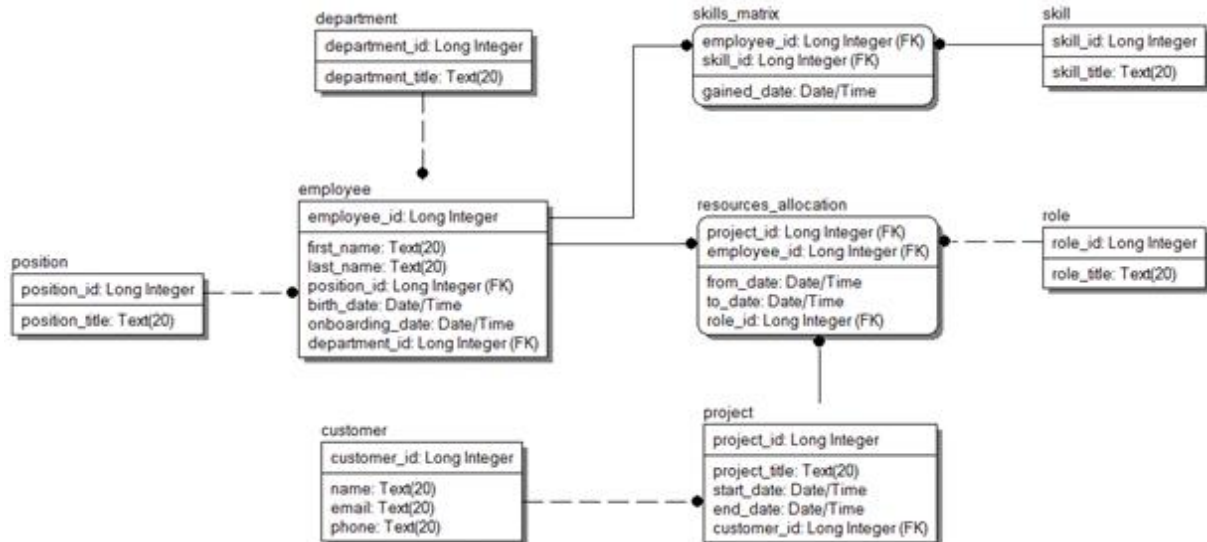 department
department_id: Long Integer
department_title: Text(20)
skills_matrix
employee_id: Long Integer (FK)
skill_id: Long Integer (FK)
gained_date: Date/Time
skill
skill_id: Long Integer
skill_title: Text(20)
employee
employee_id: Long Integer
first_name: Text(20)
last_name: Text(20)
position_id: Long Integer (FK)
birth_date: Date/Time
onboarding_date: Date/Time
department_id: Long Integer (FK)
resources_allocation
project_id: Long Integer (FK)
employee_id: Long Integer (FK)
from_date: Date/Time
to_date: Date/Time
role_id: Long Integer (FK)
role
role_id: Long Integer
role_title: Text(20)
position
position_id: Long Integer
position_title: Text(20)
customer
customer_id: Long Integer
name: Text(20)
email: Text(20)
phone: Text(20)
project
project_id: Long Integer
project_title: Text(20)
start_date: Date/Time
end_date: Date/Time
customer_id: Long Integer (FK)